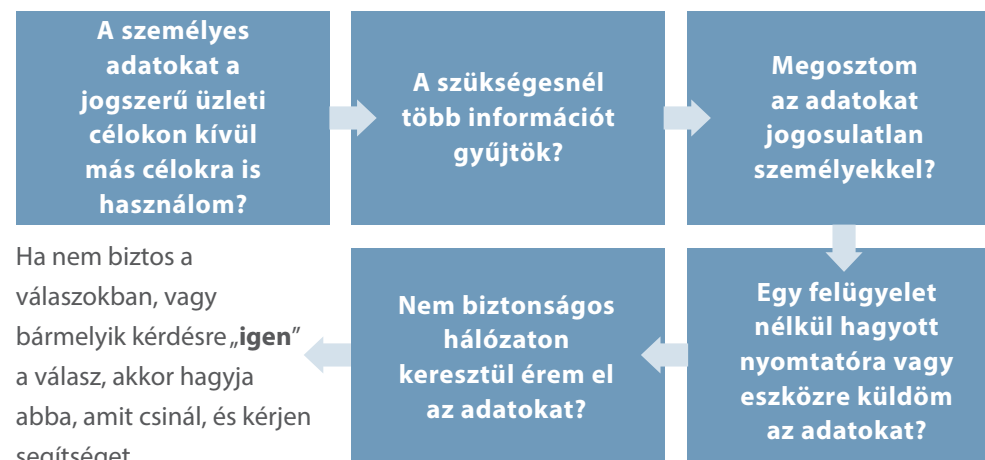 A személyes
adatokat a
jogszerű üzleti
célokon kívül
más célokra is
használom?
A szükségesnél
több információt
gyűjtök?
Megosztom
az adatokat
jogosulatlan
személyekkel?
Egy felügyelet
nélkül hagyott
nyomtatóra vagy
eszközre küldöm
az adatokat?
Nem biztonságos
hálózaton
keresztül érem el
az adatokat?
Ha nem biztos a
válaszokban, vagy
bármelyik kérdésre „igen”
a válasz, akkor hagyja
abba, amit csinál, és kérjen
segítséget